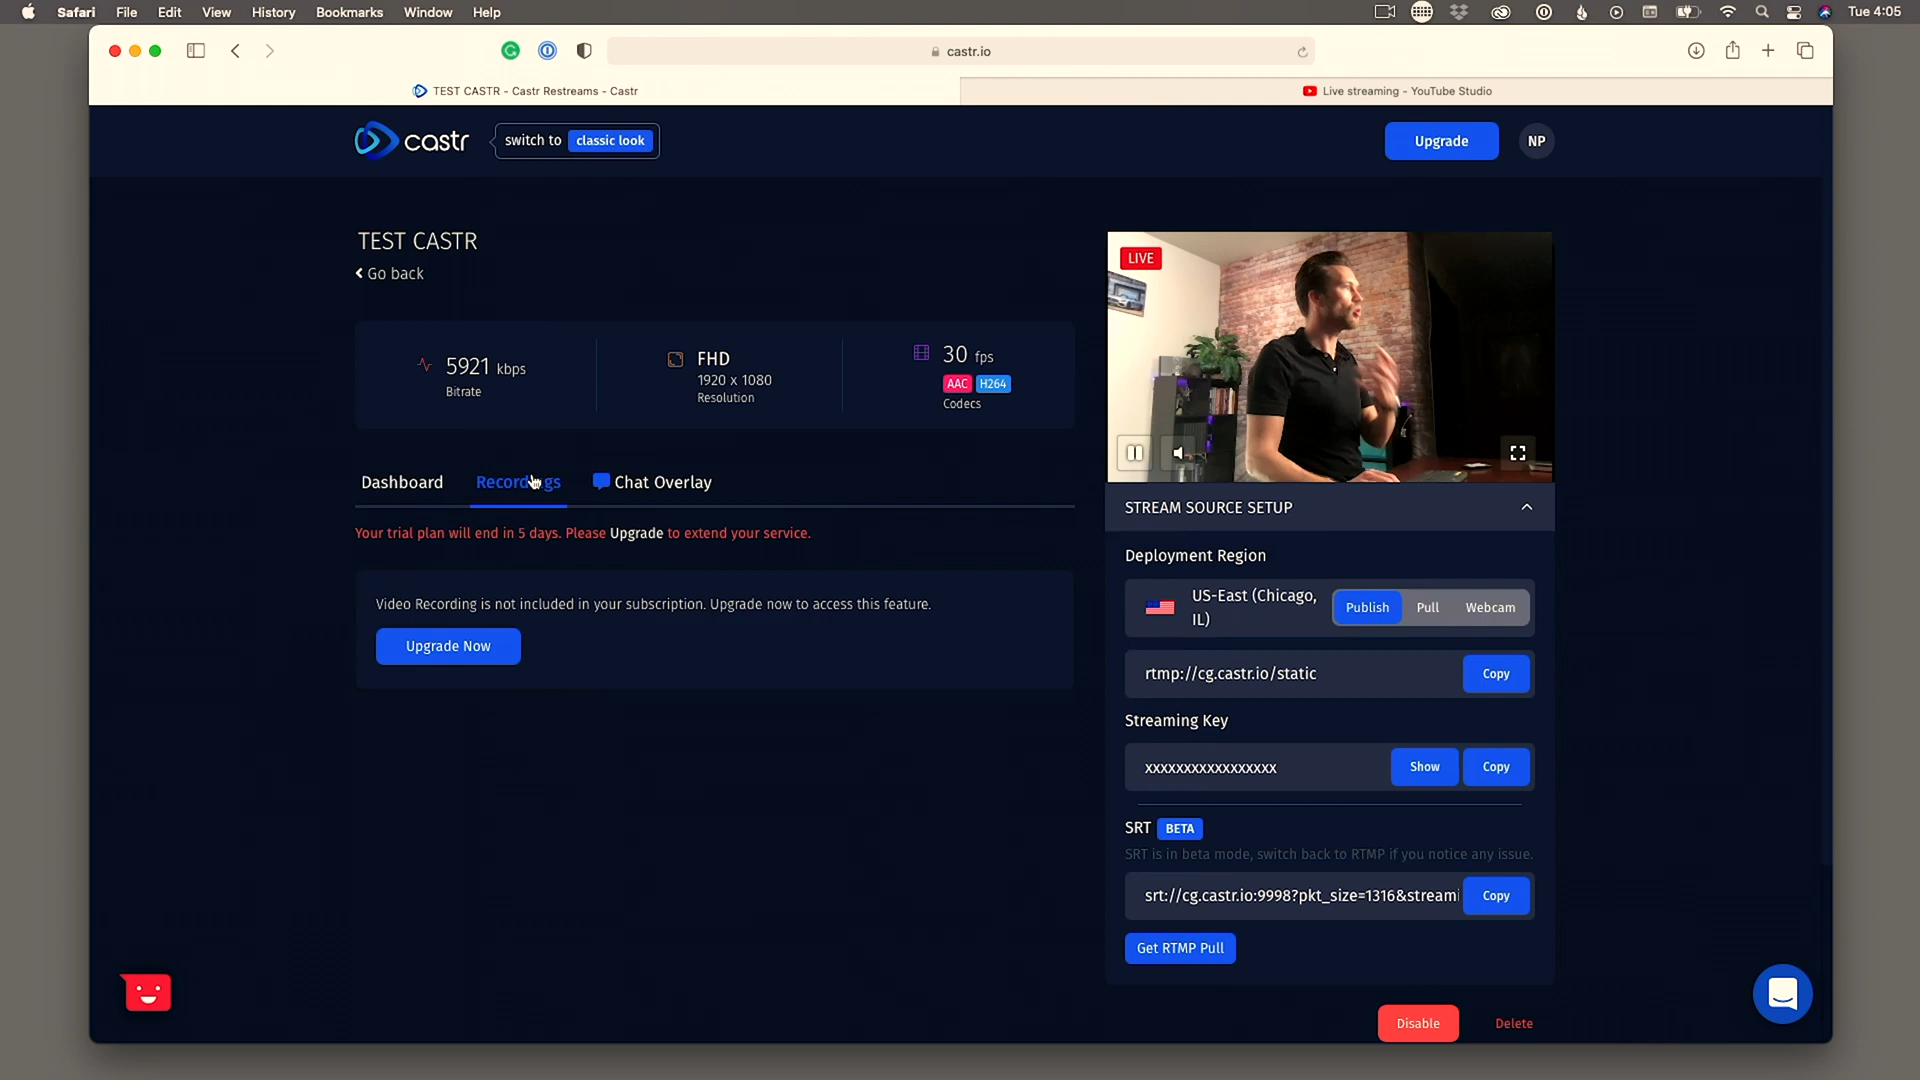 Safari File Edit View History Bookmarks Window Help
Tue 4:05
castr.io
TEST CASTR - Castr Restreams - Castr
Live streaming - YouTube Studio
castr
switch to classic look
Upgrade
NP
TEST CASTR
Go back
5921 kbps
Bitrate
FHD
1920 x 1080
Resolution
30 fps
AAC H264
Codecs
Dashboard
Recordings
Chat Overlay
Your trial plan will end in 5 days. Please Upgrade to extend your service.
Video Recording is not included in your subscription. Upgrade now to access this feature.
Upgrade Now
LIVE
STREAM SOURCE SETUP
Deployment Region
US-East (Chicago,
IL)
Publish
Pull
Webcam
rtmp://cg.castr.io/static
Copy
Streaming Key
xxxxxxxxxxxxxxxxx
Show
Copy
SRT BETA
SRT is in beta mode, switch back to RTMP if you notice any issue.
srt://cg.castr.io:9998?pkt_size=1316&streami
Copy
Get RTMP Pull
Disable
Delete